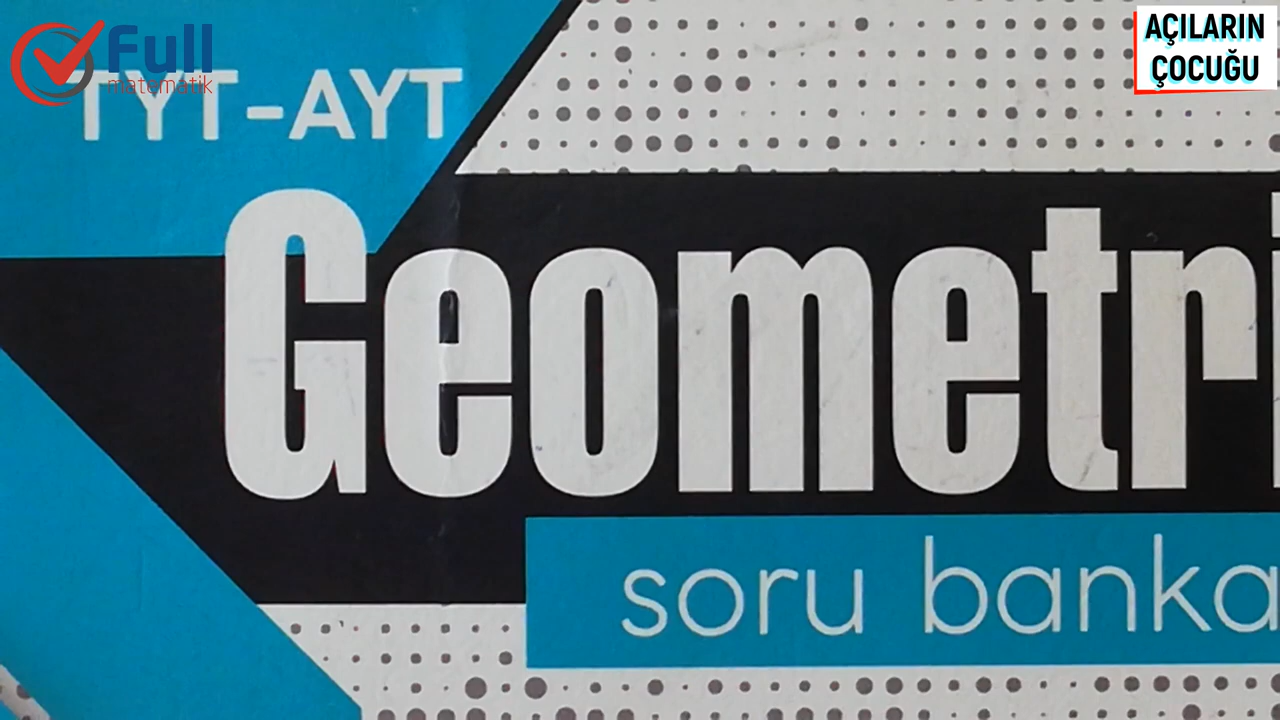 Full
matematik
AÇILARIN
ÇOCUĞU
TYT-AYT
Geometri
soru banka